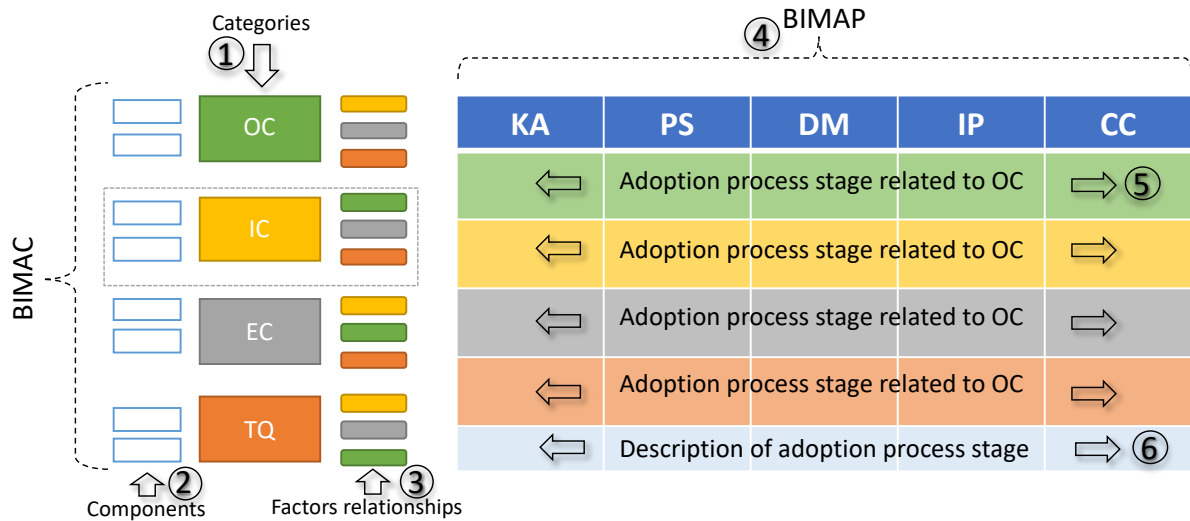 Categories
1
BIMAC
OC
IC
EC
TQ
2
Components
3
Factors relationships
4
BIMAP
KA PS DM IP CC
Adoption process stage related to OC
5
Adoption process stage related to OC
Adoption process stage related to OC
Adoption process stage related to OC
Description of adoption process stage
6